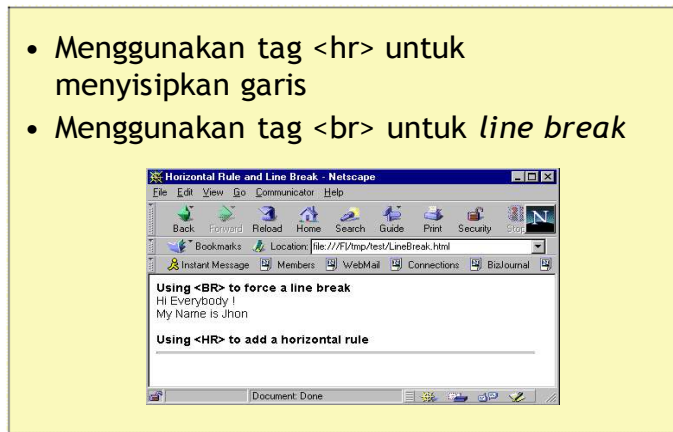 • Menggunakan tag <hr> untuk
menyisipkan garis
• Menggunakan tag <br> untuk line break
Horizontal Rule and Line Break - Netscape
File Edit View Go Communicator Help
Back Forward Reload Home Search Guide Print Security Stop N
Bookmarks Location: file:///F|/tmp/test/LineBreak.html
Instant Message Members WebMail Connections BizJournal
Using <BR> to force a line break
Hi Everybody !
My Name is Jhon
Using <HR> to add a horizontal rule
Document: Done